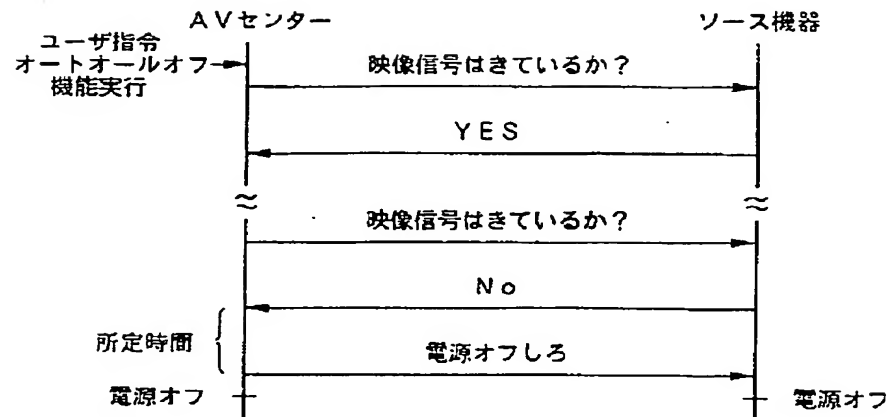 AVセンター
ソース機器
ユーザ指令
オートオールオフ
機能実行
映像信号はきているか?
YES
映像信号はきているか?
No
所定時間
電源オフしろ
電源オフ
電源オフ